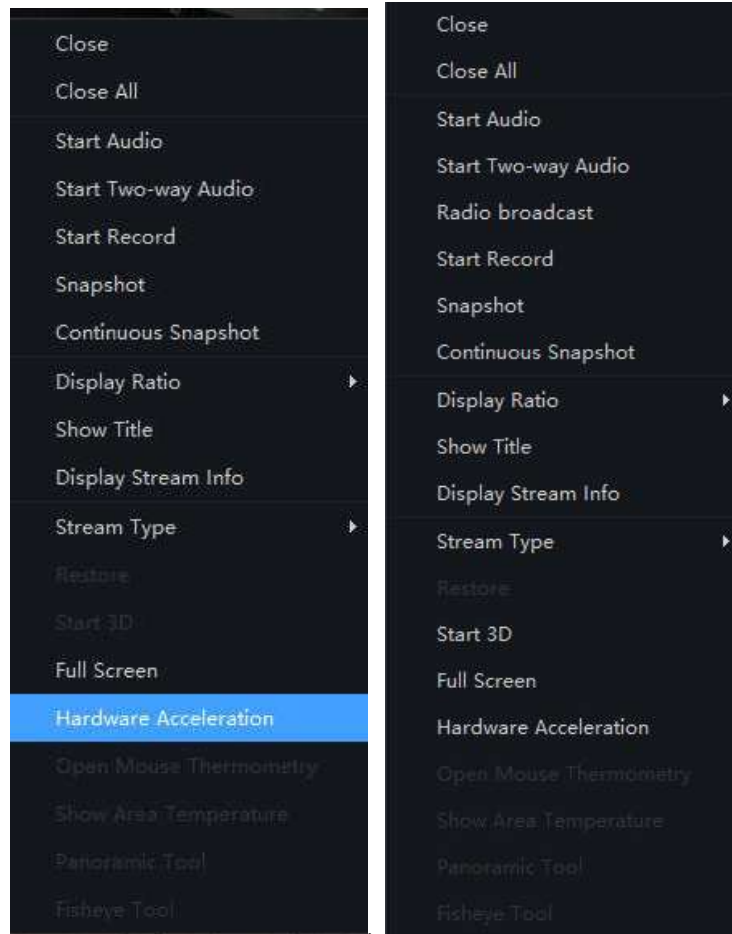 Close
Close All
Start Audio
Start Two-way Audio
Start Record
Snapshot
Continuous Snapshot
Display Ratio
Show Title
Display Stream Info
Stream Type
Restore
Start 3D
Full Screen
Hardware Acceleration
Open Mouse Thermometry
Show Area Temperature
Panoramic Tool
Fisheye Tool
Close
Close All
Start Audio
Start Two-way Audio
Radio broadcast
Start Record
Snapshot
Continuous Snapshot
Display Ratio
Show Title
Display Stream Info
Stream Type
Restore
Start 3D
Full Screen
Hardware Acceleration
Open Mouse Thermometry
Show Area Temperature
Panoramic Tool
Fisheye Tool